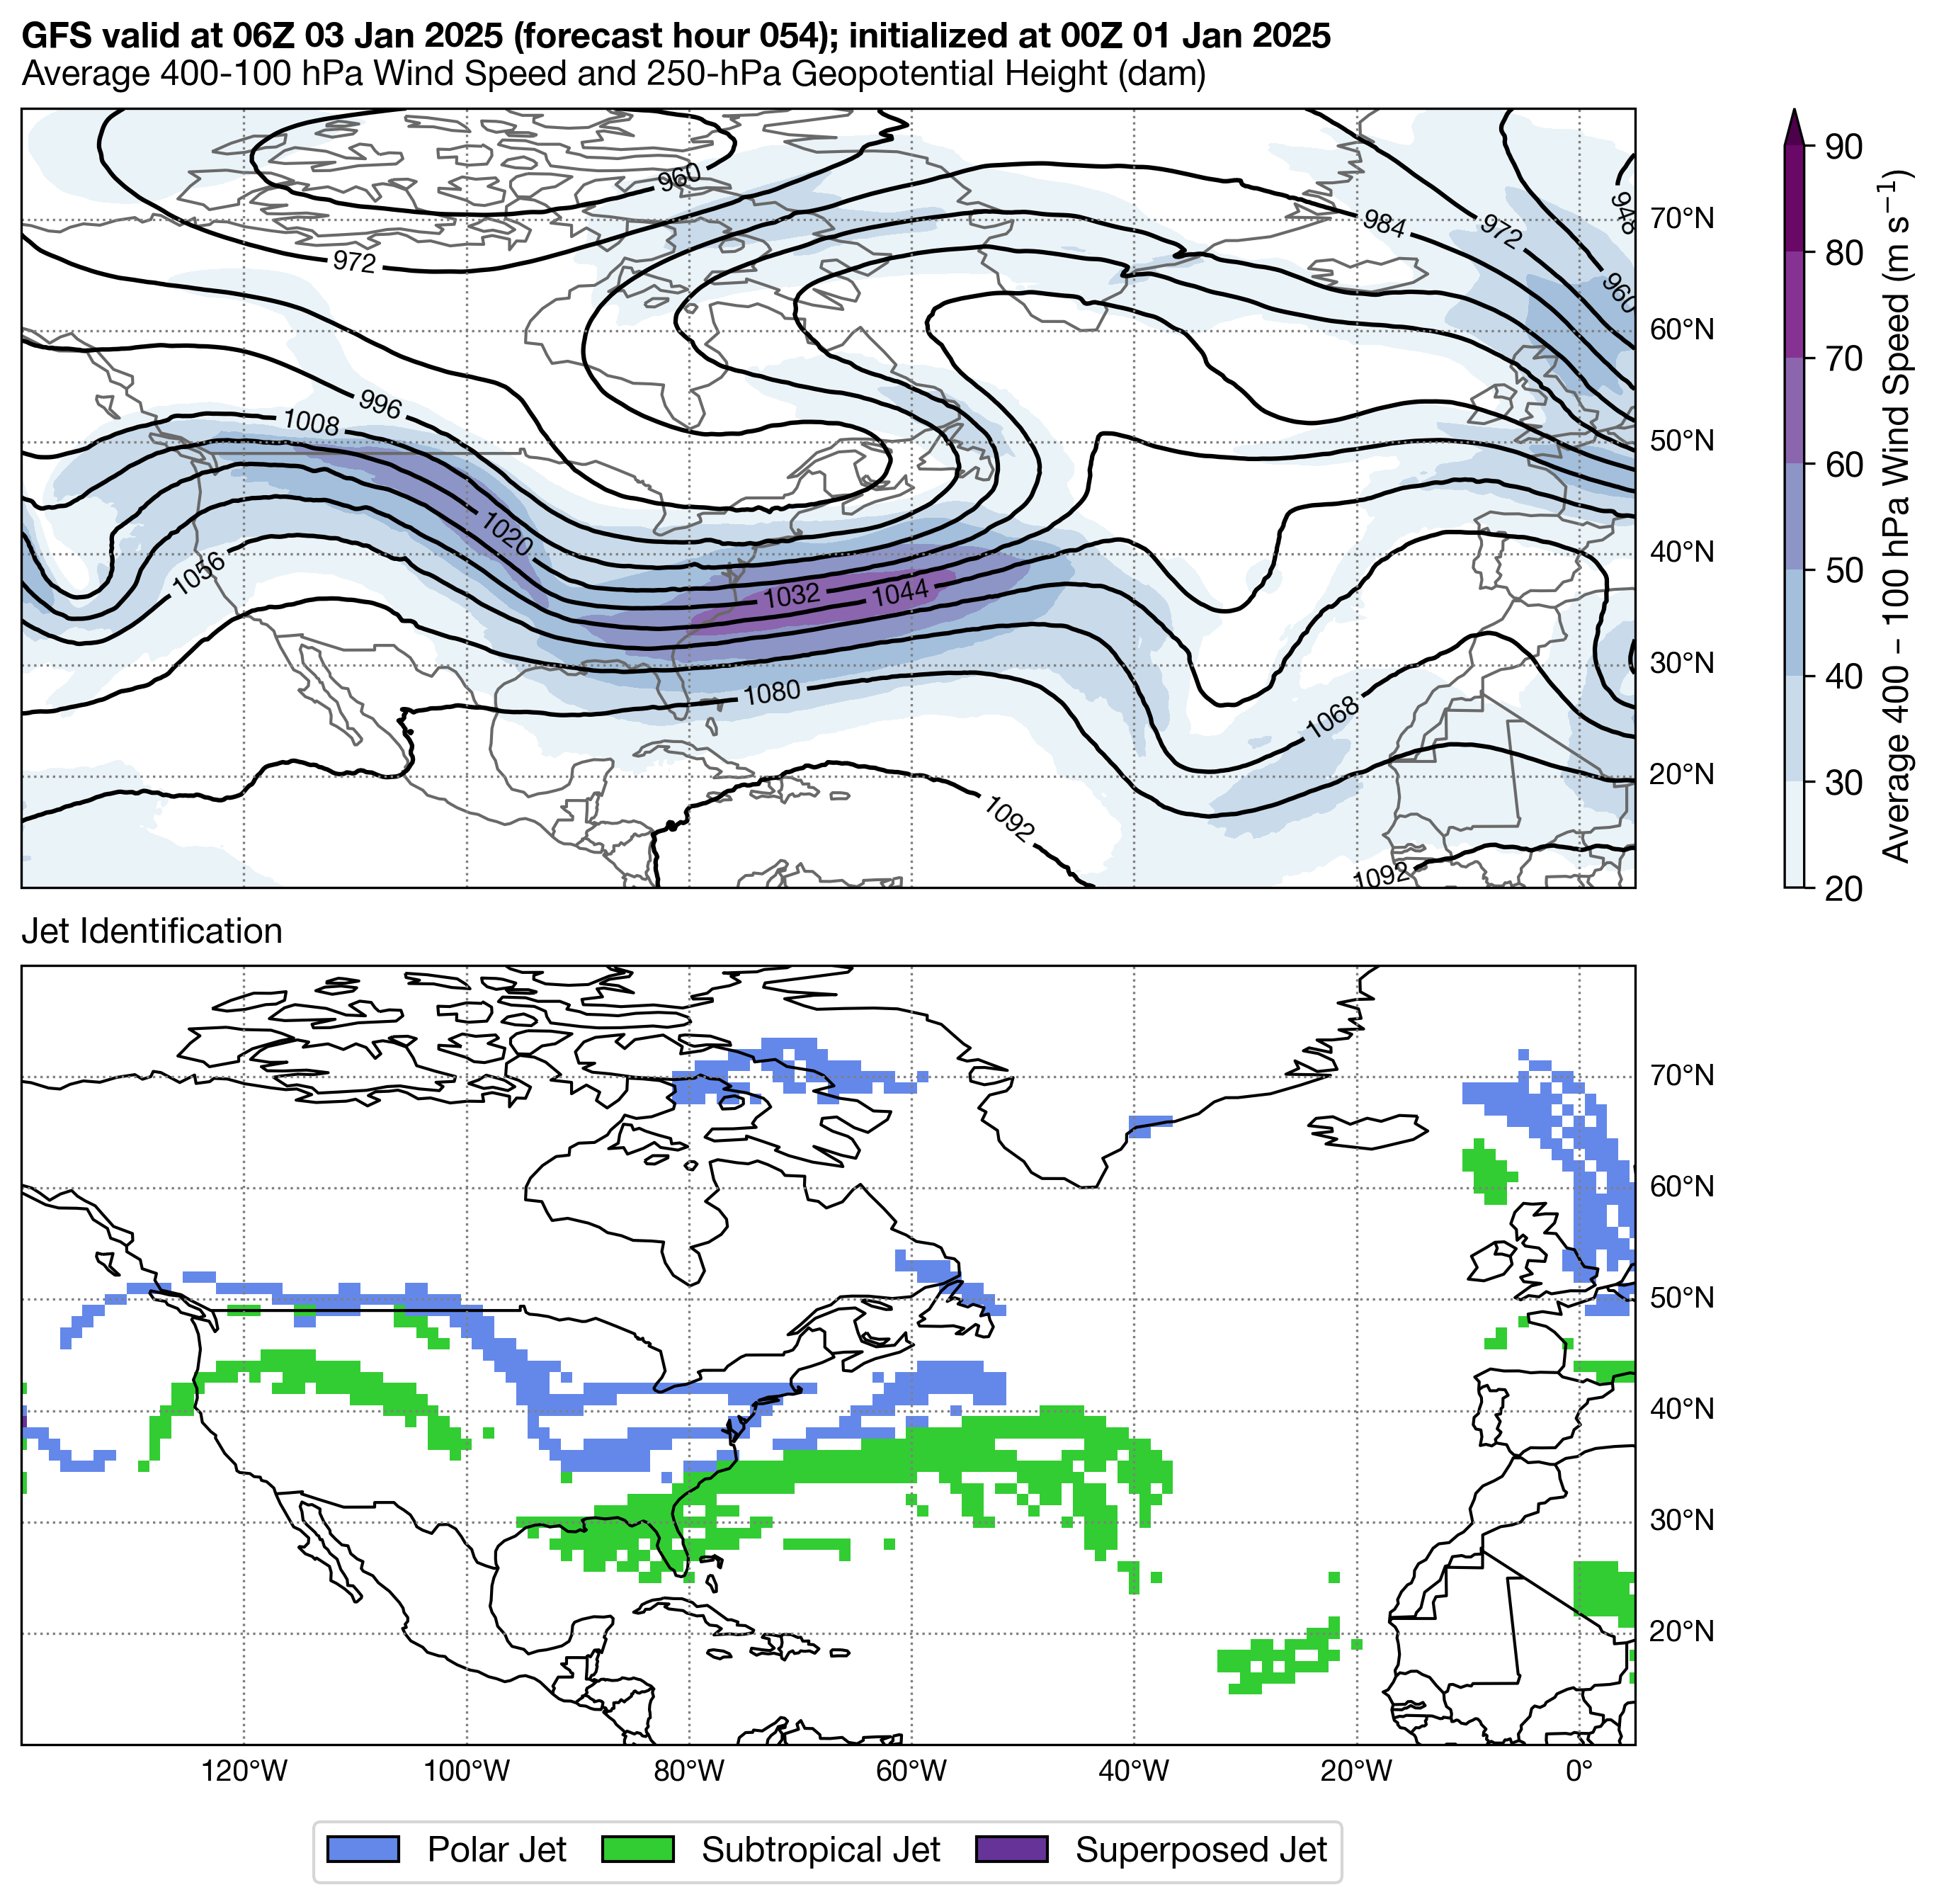 GFS valid at 06Z 03 Jan 2025 (forecast hour 054); initialized at 00Z 01 Jan 2025
Average 400-100 hPa Wind Speed and 250-hPa Geopotential Height (dam)
960
972
984
972
948
960
996
1008
1020
1056
1032
1044
1080
1068
1092
1092
70°N
60°N
50°N
40°N
30°N
20°N
90
80
70
60
50
40
30
20
Average 400 – 100 hPa Wind Speed (m s⁻¹)
Jet Identification
70°N
60°N
50°N
40°N
30°N
20°N
120°W 100°W 80°W 60°W 40°W 20°W 0°
Polar Jet Subtropical Jet Superposed Jet